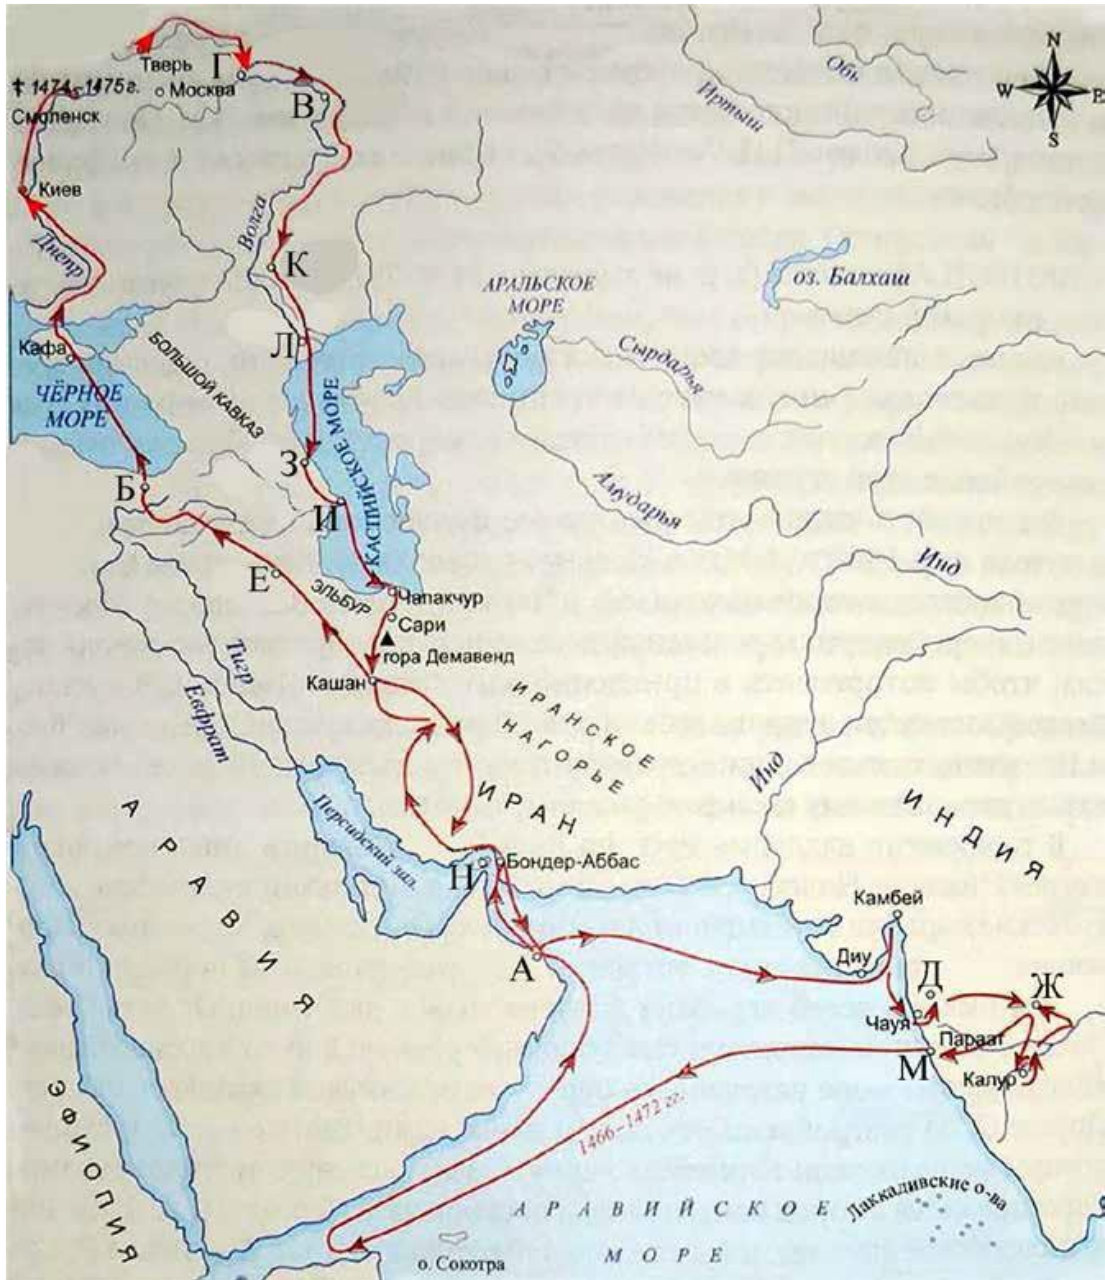 Тверь
Г
Москва
† 1474–1475 г.
Смоленск
В
Киев
Днепр
Волга
К
Обь
Иртыш
N
W
E
S
АРАЛЬСКОЕ
МОРЕ
оз. Балхаш
Кафа
ЧЁРНОЕ
МОРЕ
БОЛЬШОЙ КАВКАЗ
Л
КАСПИЙСКОЕ МОРЕ
Сырдарья
Амударья
З
Б
И
Е
ЭЛЬБУР
Чапакчур
Сари
гора Демавенд
Кашан
Инд
Тигр
Евфрат
ИРАНСКОЕ
НАГОРЬЕ
ИРАН
Инд
ИНДИЯ
АРАВИЯ
Персидский зал.
Н
Бондер-Аббас
А
Камбей
Диу
Д
Ж
Чауя
Параат
М
Калур
ЭФИОПИЯ
1466–1472 гг.
АРАВИЙСКОЕ
МОРЕ
Лаккадивские о-ва
о. Сокотра